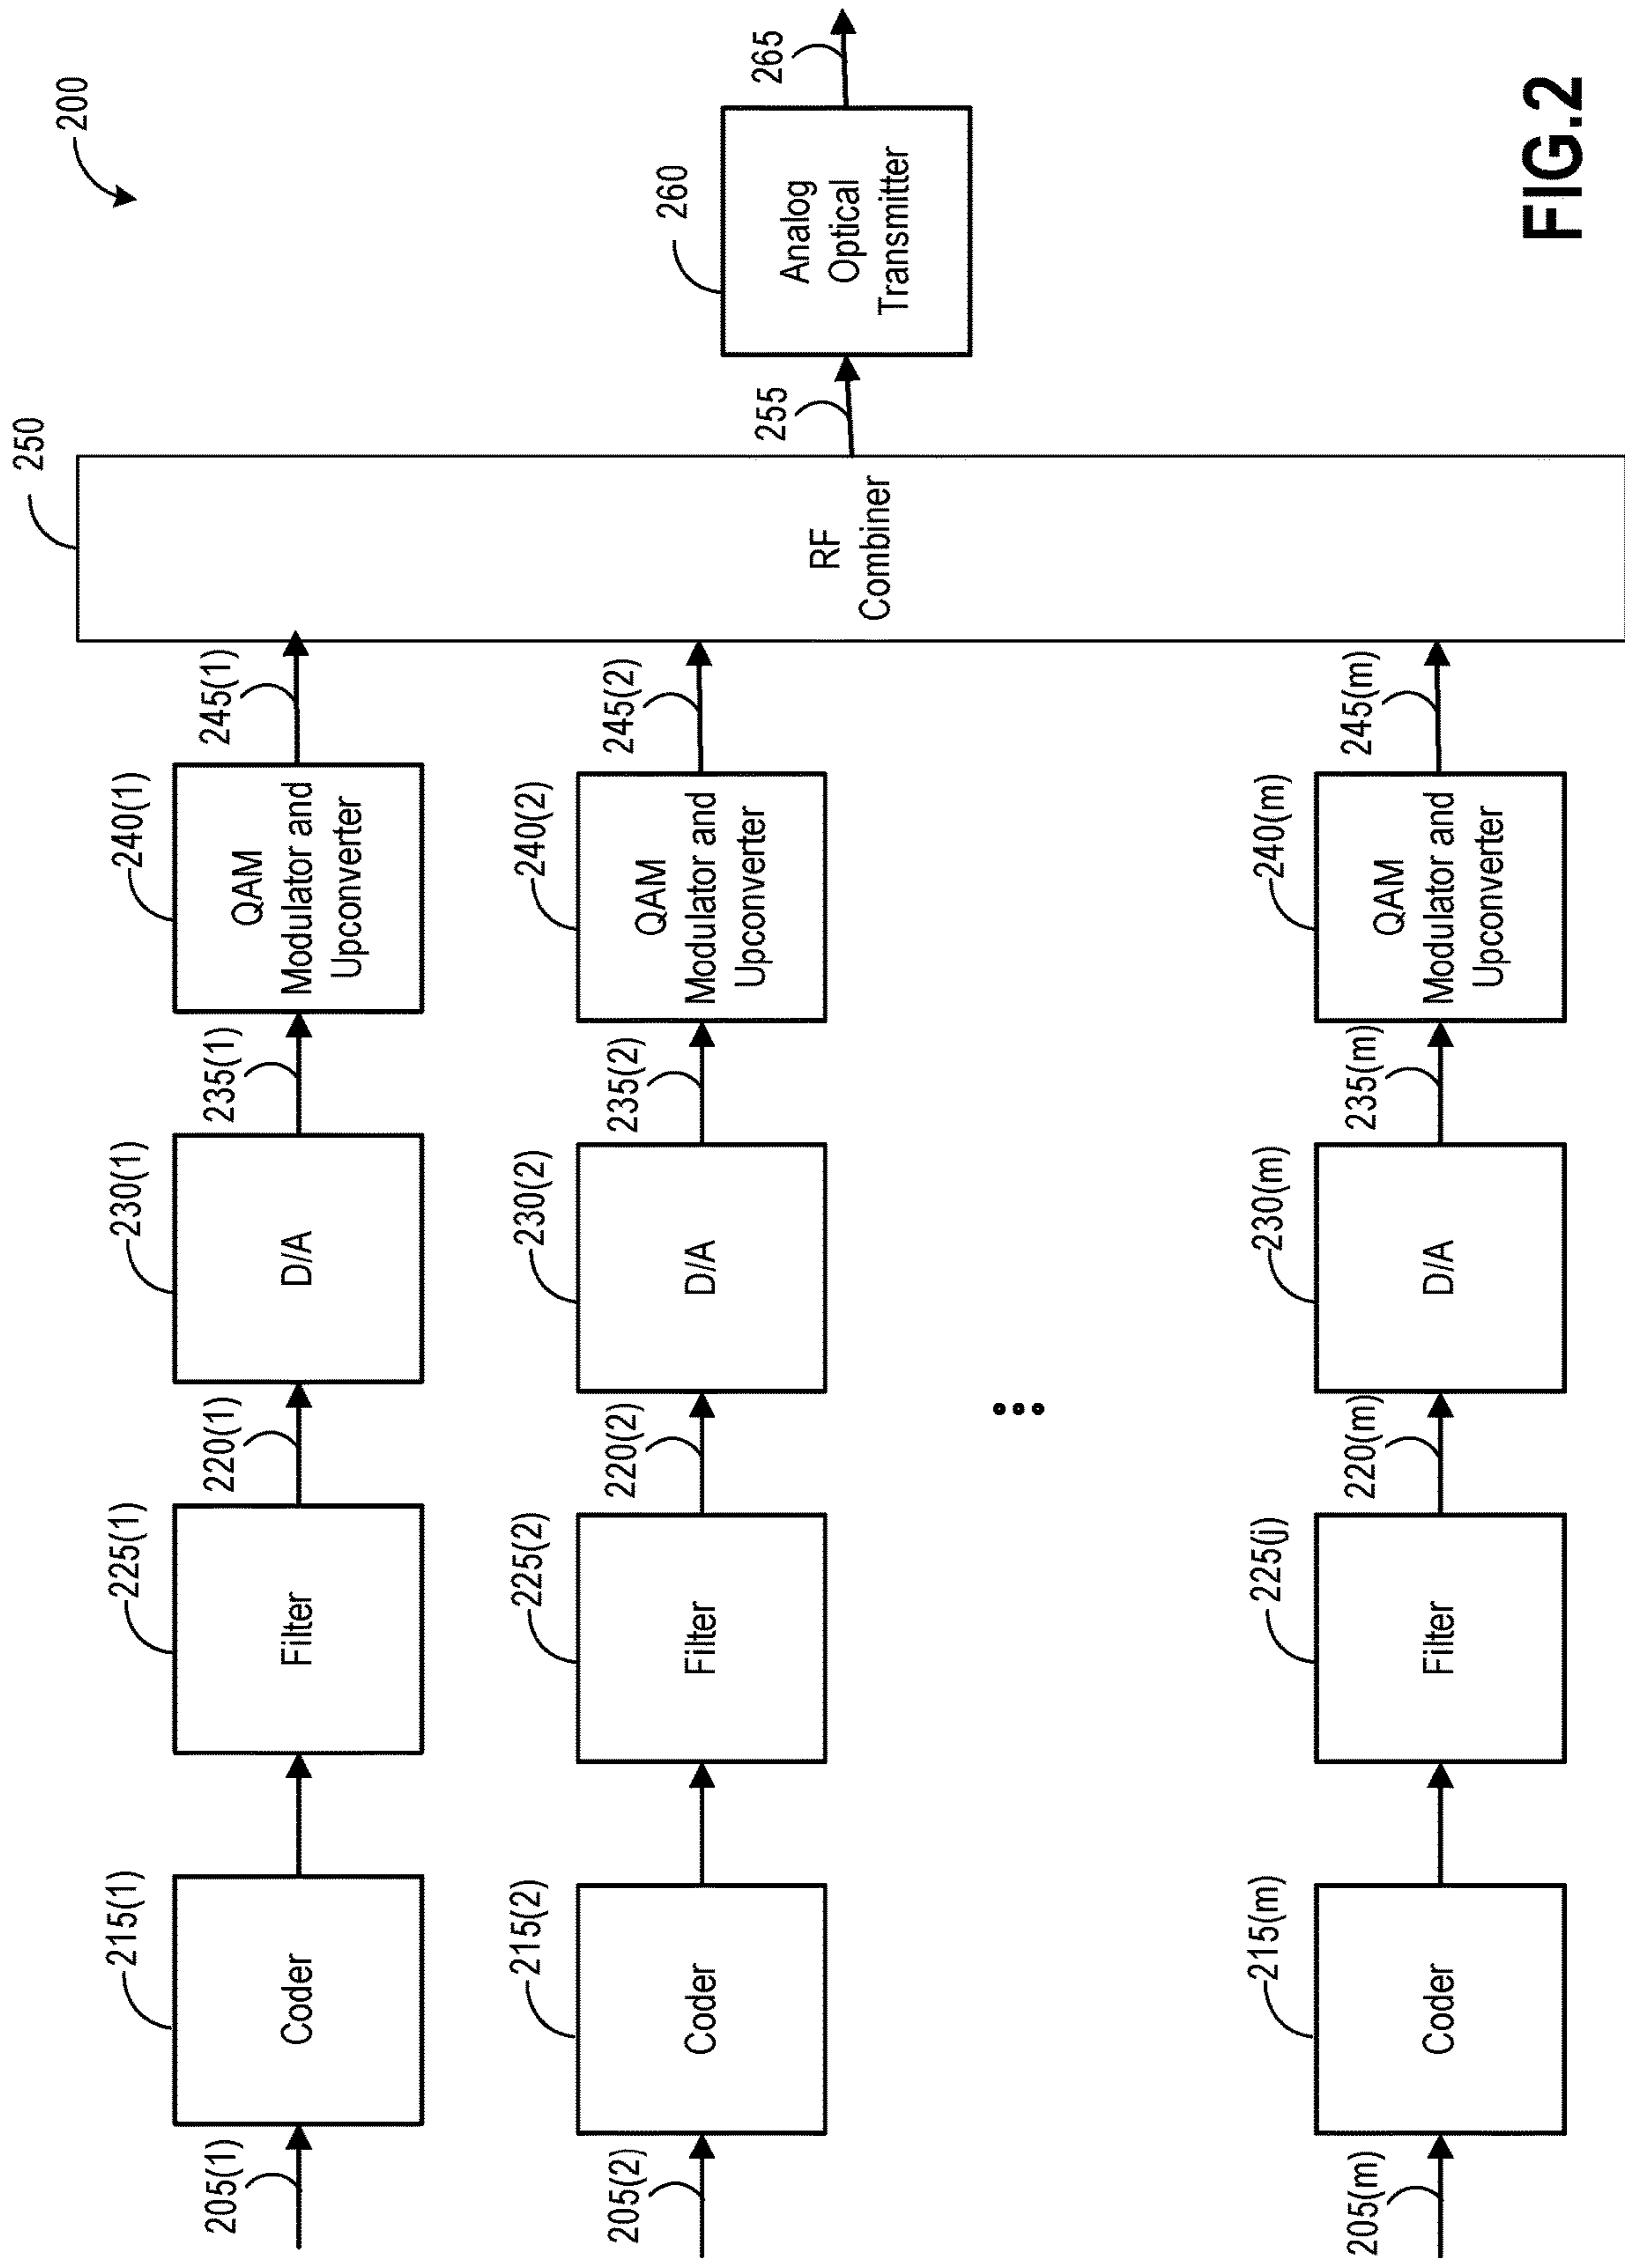 200
250
205(1)
215(1)
Coder
225(1)
Filter
220(1)
230(1)
D/A
235(1)
240(1)
QAM
Modulator and
Upconverter
245(1)
205(2)
215(2)
Coder
225(2)
Filter
220(2)
230(2)
D/A
235(2)
240(2)
QAM
Modulator and
Upconverter
245(2)
RF
Combiner
255
260
Analog
Optical
Transmitter
265
205(m)
215(m)
Coder
225(j)
Filter
220(m)
230(m)
D/A
235(m)
240(m)
QAM
Modulator and
Upconverter
245(m)
FIG.2